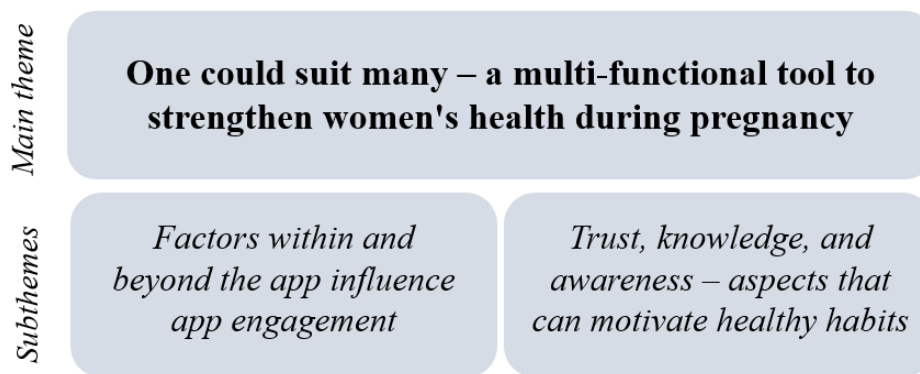 Main theme
One could suit many – a multi-functional tool to
strengthen women's health during pregnancy
Subthemes
Factors within and
beyond the app influence
app engagement
Trust, knowledge, and
awareness – aspects that
can motivate healthy habits